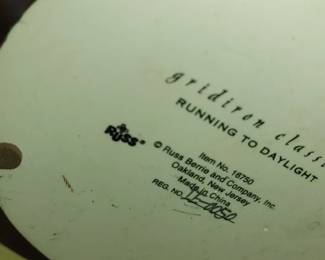 gridiron classi
RUNNING TO DAYLIGHT
RUSS
Item No. 18750
© Russ Berrie and Company, Inc.
Oakland, New Jersey
Made in China
REG. NO.